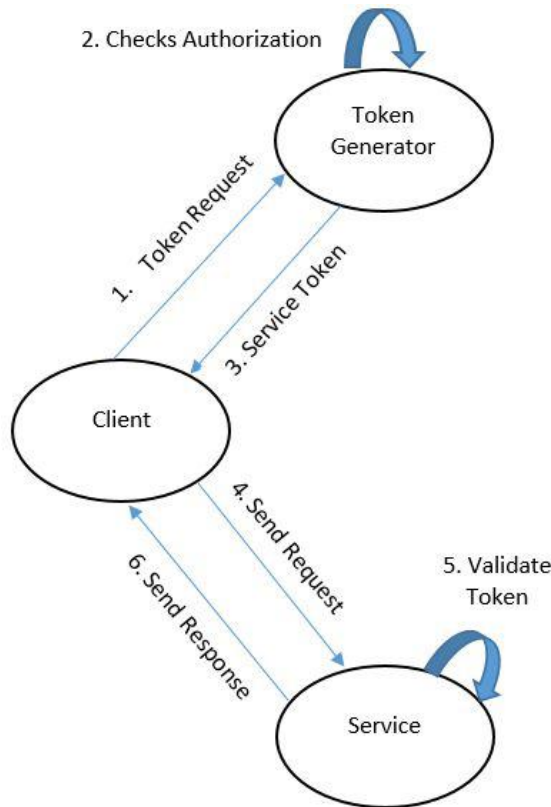 2. Checks Authorization
Token
Generator
1. Token Request
3. Service Token
Client
4. Send Request
6. Send Response
5. Validate
Token
Service